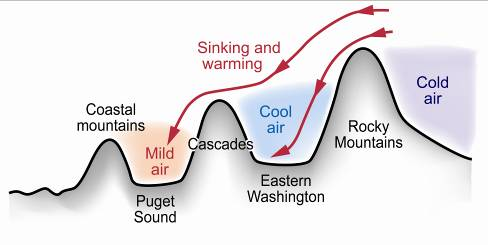 Sinking and
warming
Cold
air
Coastal
mountains
Cool
air
Rocky
Mountains
Mild
air
Cascades
Eastern
Washington
Puget
Sound